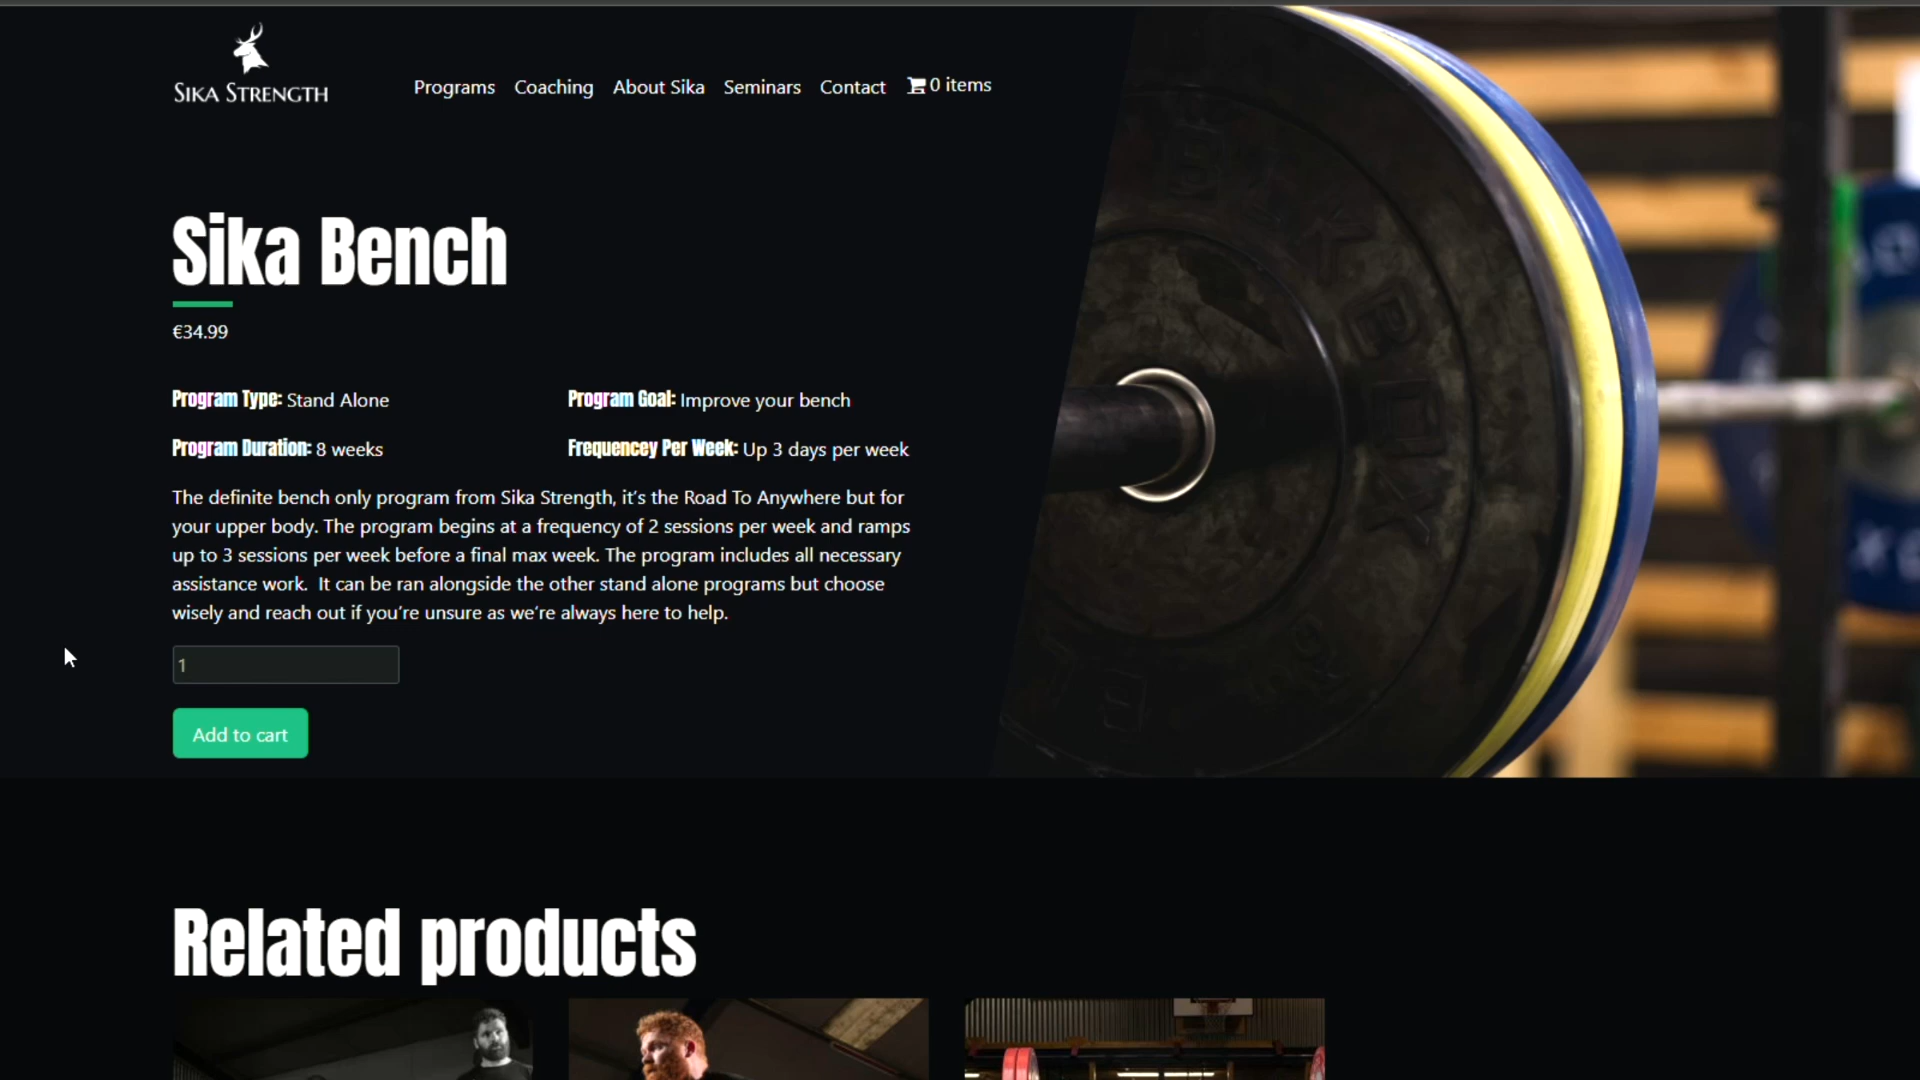 SIKA STRENGTH
Programs Coaching About Sika Seminars Contact 0 items
Sika Bench
€34.99
Program Type: Stand Alone
Program Goal: Improve your bench
Program Duration: 8 weeks
Frequencey Per Week: Up 3 days per week
The definite bench only program from Sika Strength, it's the Road To Anywhere but for
your upper body. The program begins at a frequency of 2 sessions per week and ramps
up to 3 sessions per week before a final max week. The program includes all necessary
assistance work.  It can be ran alongside the other stand alone programs but choose
wisely and reach out if you're unsure as we're always here to help.
1
Add to cart
Related products